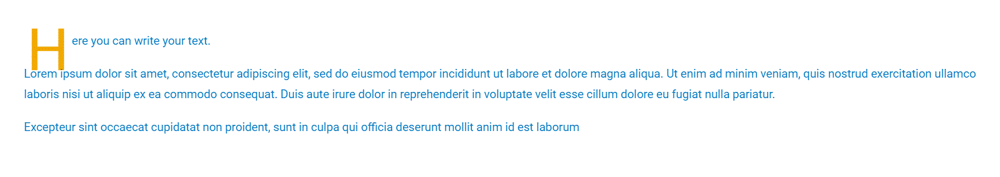 Here you can write your text.
Lorem ipsum dolor sit amet, consectetur adipiscing elit, sed do eiusmod tempor incididunt ut labore et dolore magna aliqua. Ut enim ad minim veniam, quis nostrud exercitation ullamco
laboris nisi ut aliquip ex ea commodo consequat. Duis aute irure dolor in reprehenderit in voluptate velit esse cillum dolore eu fugiat nulla pariatur.
Excepteur sint occaecat cupidatat non proident, sunt in culpa qui officia deserunt mollit anim id est laborum